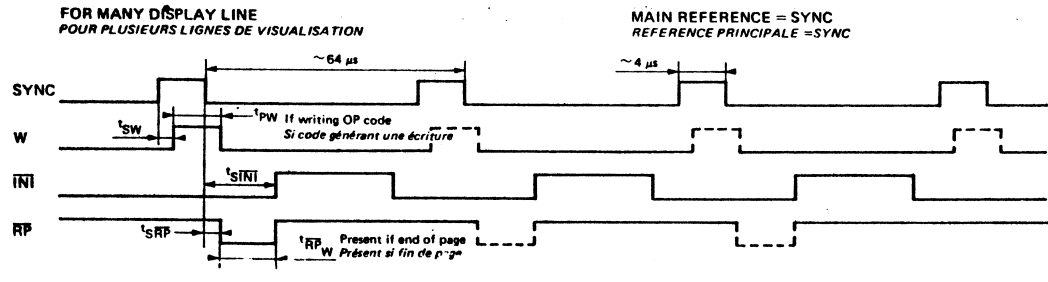 FOR MANY DISPLAY LINE
POUR PLUSIEURS LIGNES DE VISUALISATION
MAIN REFERENCE = SYNC
REFERENCE PRINCIPALE =SYNC
~64 µs
~4 µs
SYNC
tPW If writing OP code
Si code générant une écriture
tSW
W
tSINI
INI
tSRP
RP
tRPW Present if end of page
Présent si fin de page